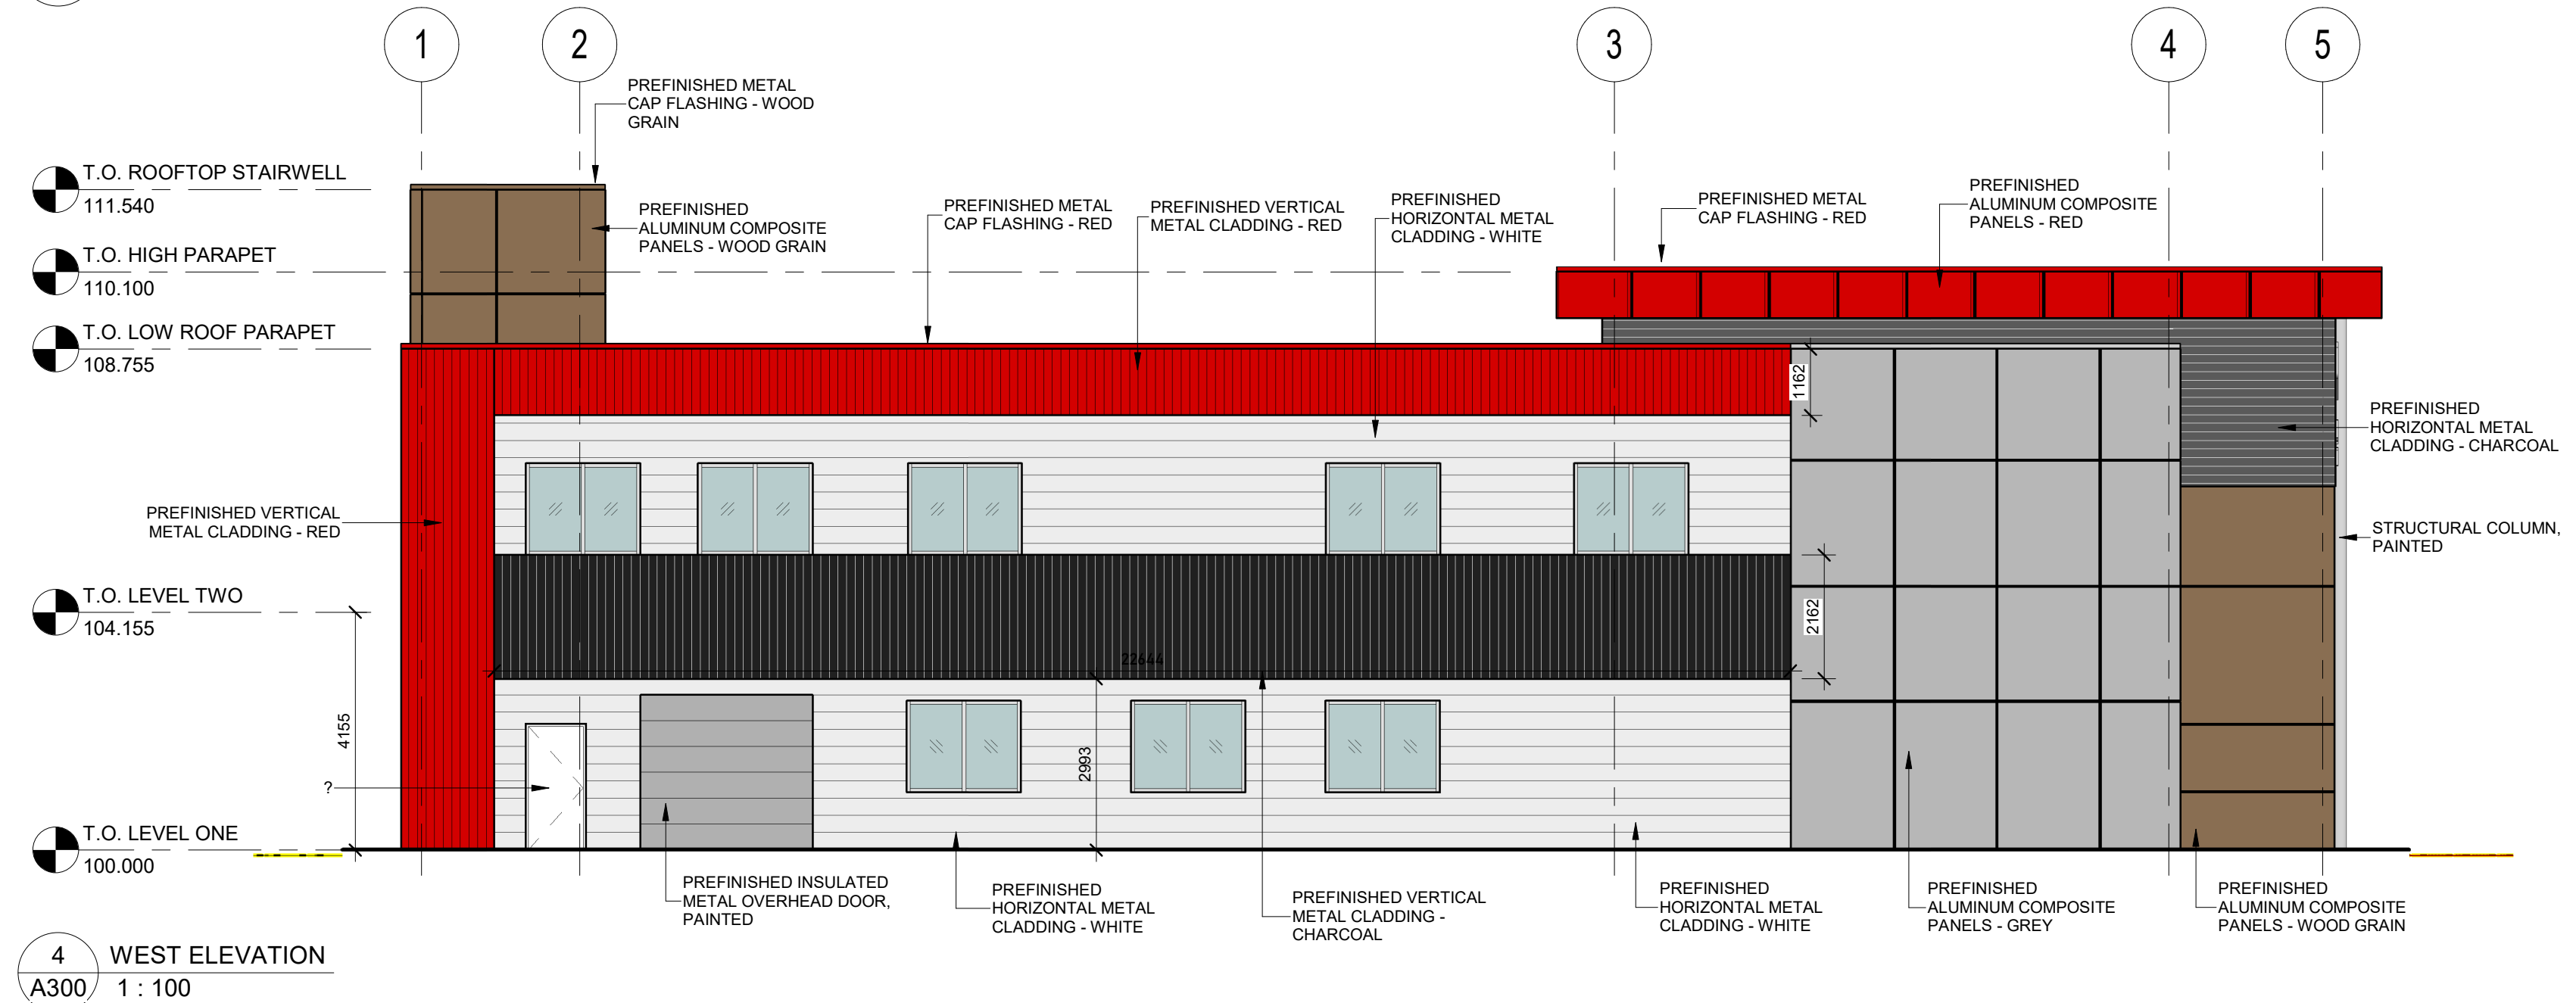 1
2
3
4
5
PREFINISHED METAL
CAP FLASHING - WOOD
GRAIN
T.O. ROOFTOP STAIRWELL
111.540
PREFINISHED
ALUMINUM COMPOSITE
PANELS - WOOD GRAIN
PREFINISHED METAL
CAP FLASHING - RED
PREFINISHED VERTICAL
METAL CLADDING - RED
PREFINISHED
HORIZONTAL METAL
CLADDING - WHITE
PREFINISHED METAL
CAP FLASHING - RED
PREFINISHED
ALUMINUM COMPOSITE
PANELS - RED
T.O. HIGH PARAPET
110.100
T.O. LOW ROOF PARAPET
108.755
1162
PREFINISHED
HORIZONTAL METAL
CLADDING - CHARCOAL
PREFINISHED VERTICAL
METAL CLADDING - RED
STRUCTURAL COLUMN,
PAINTED
T.O. LEVEL TWO
104.155
2162
22644
4155
2993
?
T.O. LEVEL ONE
100.000
PREFINISHED INSULATED
METAL OVERHEAD DOOR,
PAINTED
PREFINISHED
HORIZONTAL METAL
CLADDING - WHITE
PREFINISHED VERTICAL
METAL CLADDING -
CHARCOAL
PREFINISHED
HORIZONTAL METAL
CLADDING - WHITE
PREFINISHED
ALUMINUM COMPOSITE
PANELS - GREY
PREFINISHED
ALUMINUM COMPOSITE
PANELS - WOOD GRAIN
4
WEST ELEVATION
A300
1 : 100